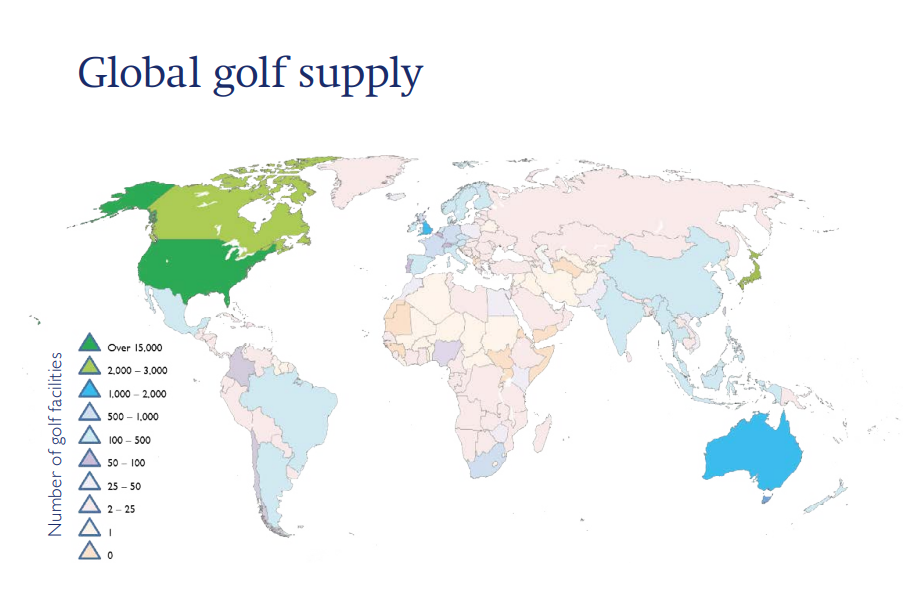 Global golf supply
Number of golf facilities
Over 15,000
2,000 – 3,000
1,000 – 2,000
500 – 1,000
100 – 500
50 – 100
25 – 50
2 – 25
1
0